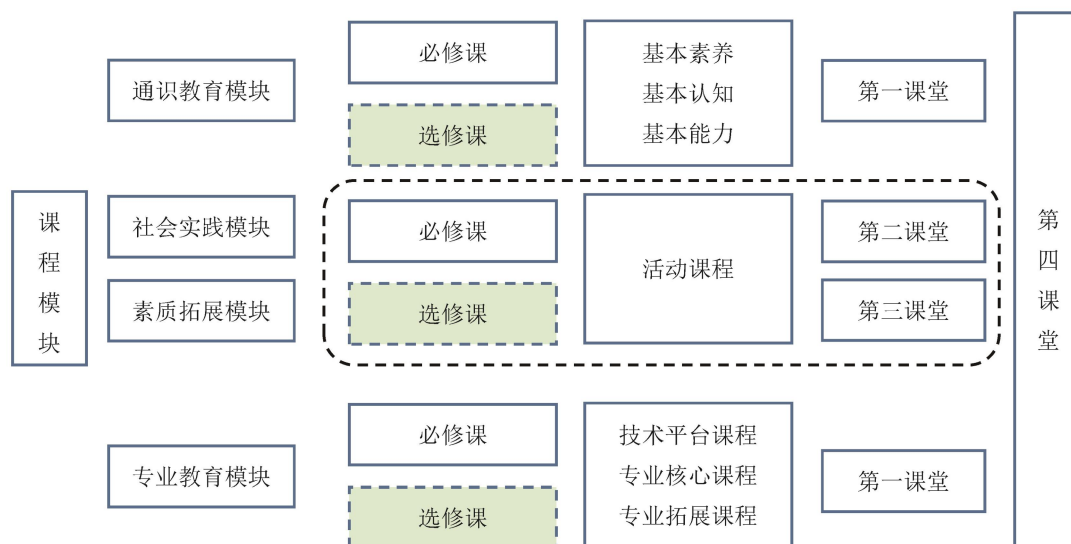 课程模块
通识教育模块
必修课
选修课
基本素养
基本认知
基本能力
第一课堂
社会实践模块
素质拓展模块
必修课
选修课
活动课程
第二课堂
第三课堂
专业教育模块
必修课
选修课
技术平台课程
专业核心课程
专业拓展课程
第一课堂
第四课堂